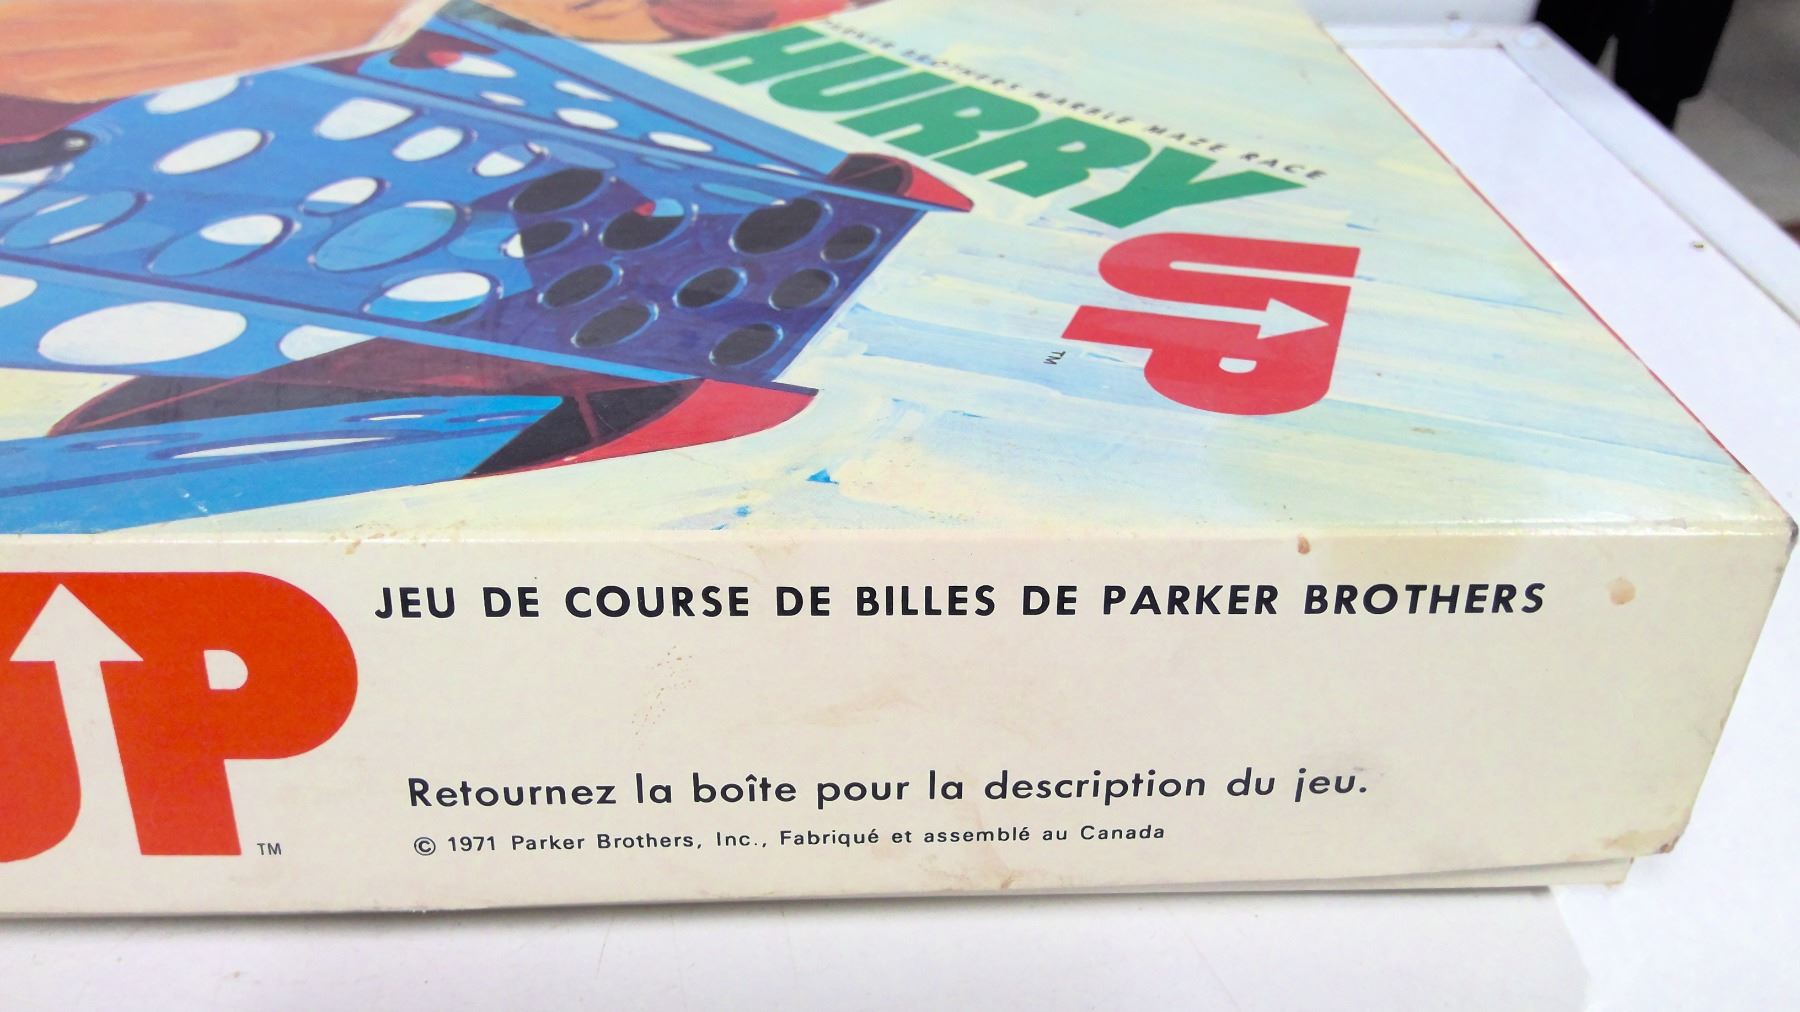 PARKER BROTHERS MARBLE MAZE RACE
HURRY
UP
TM
UP
TM
JEU DE COURSE DE BILLES DE PARKER BROTHERS
Retournez la boîte pour la description du jeu.
© 1971 Parker Brothers, Inc., Fabriqué et assemblé au Canada